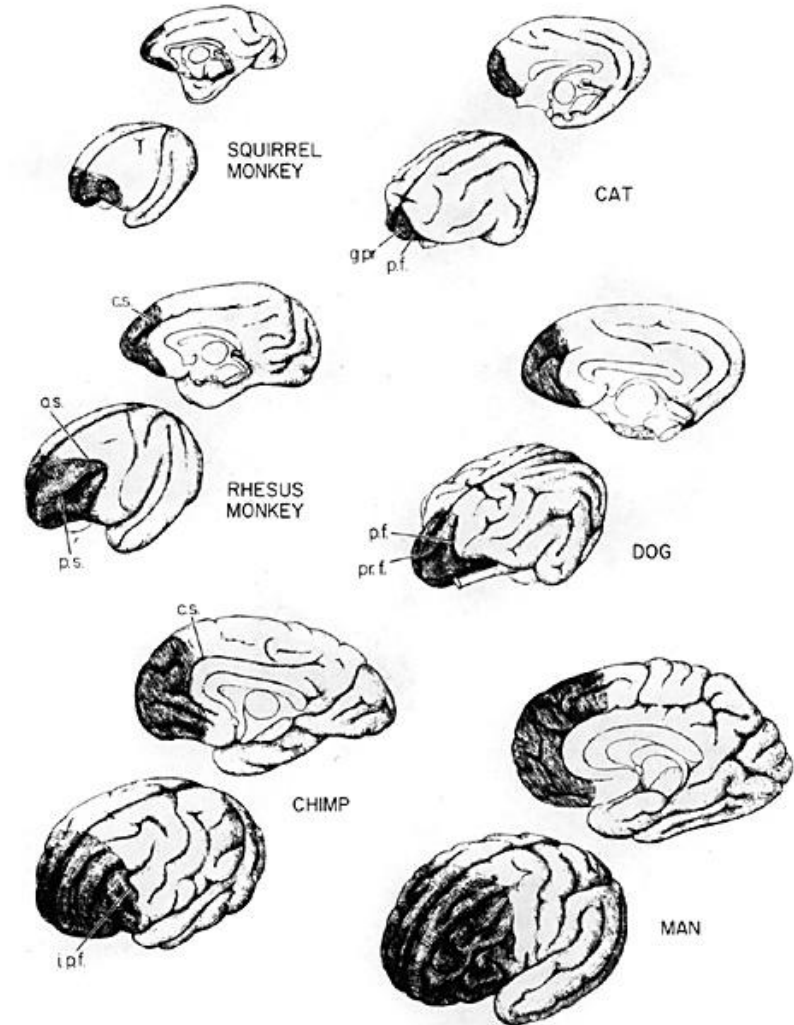 SQUIRREL
MONKEY
CAT
g.pr.
p.f.
c.s.
a.s.
RHESUS
MONKEY
p.s.
p.f.
pr.f.
DOG
c.s.
CHIMP
i.p.f.
MAN